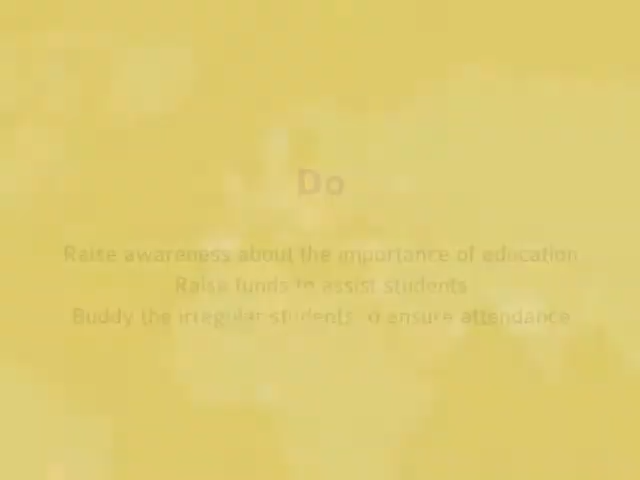 Do
Raise awareness about the importance of education
Raise funds to assist students
Buddy the irregular students to ensure attendance